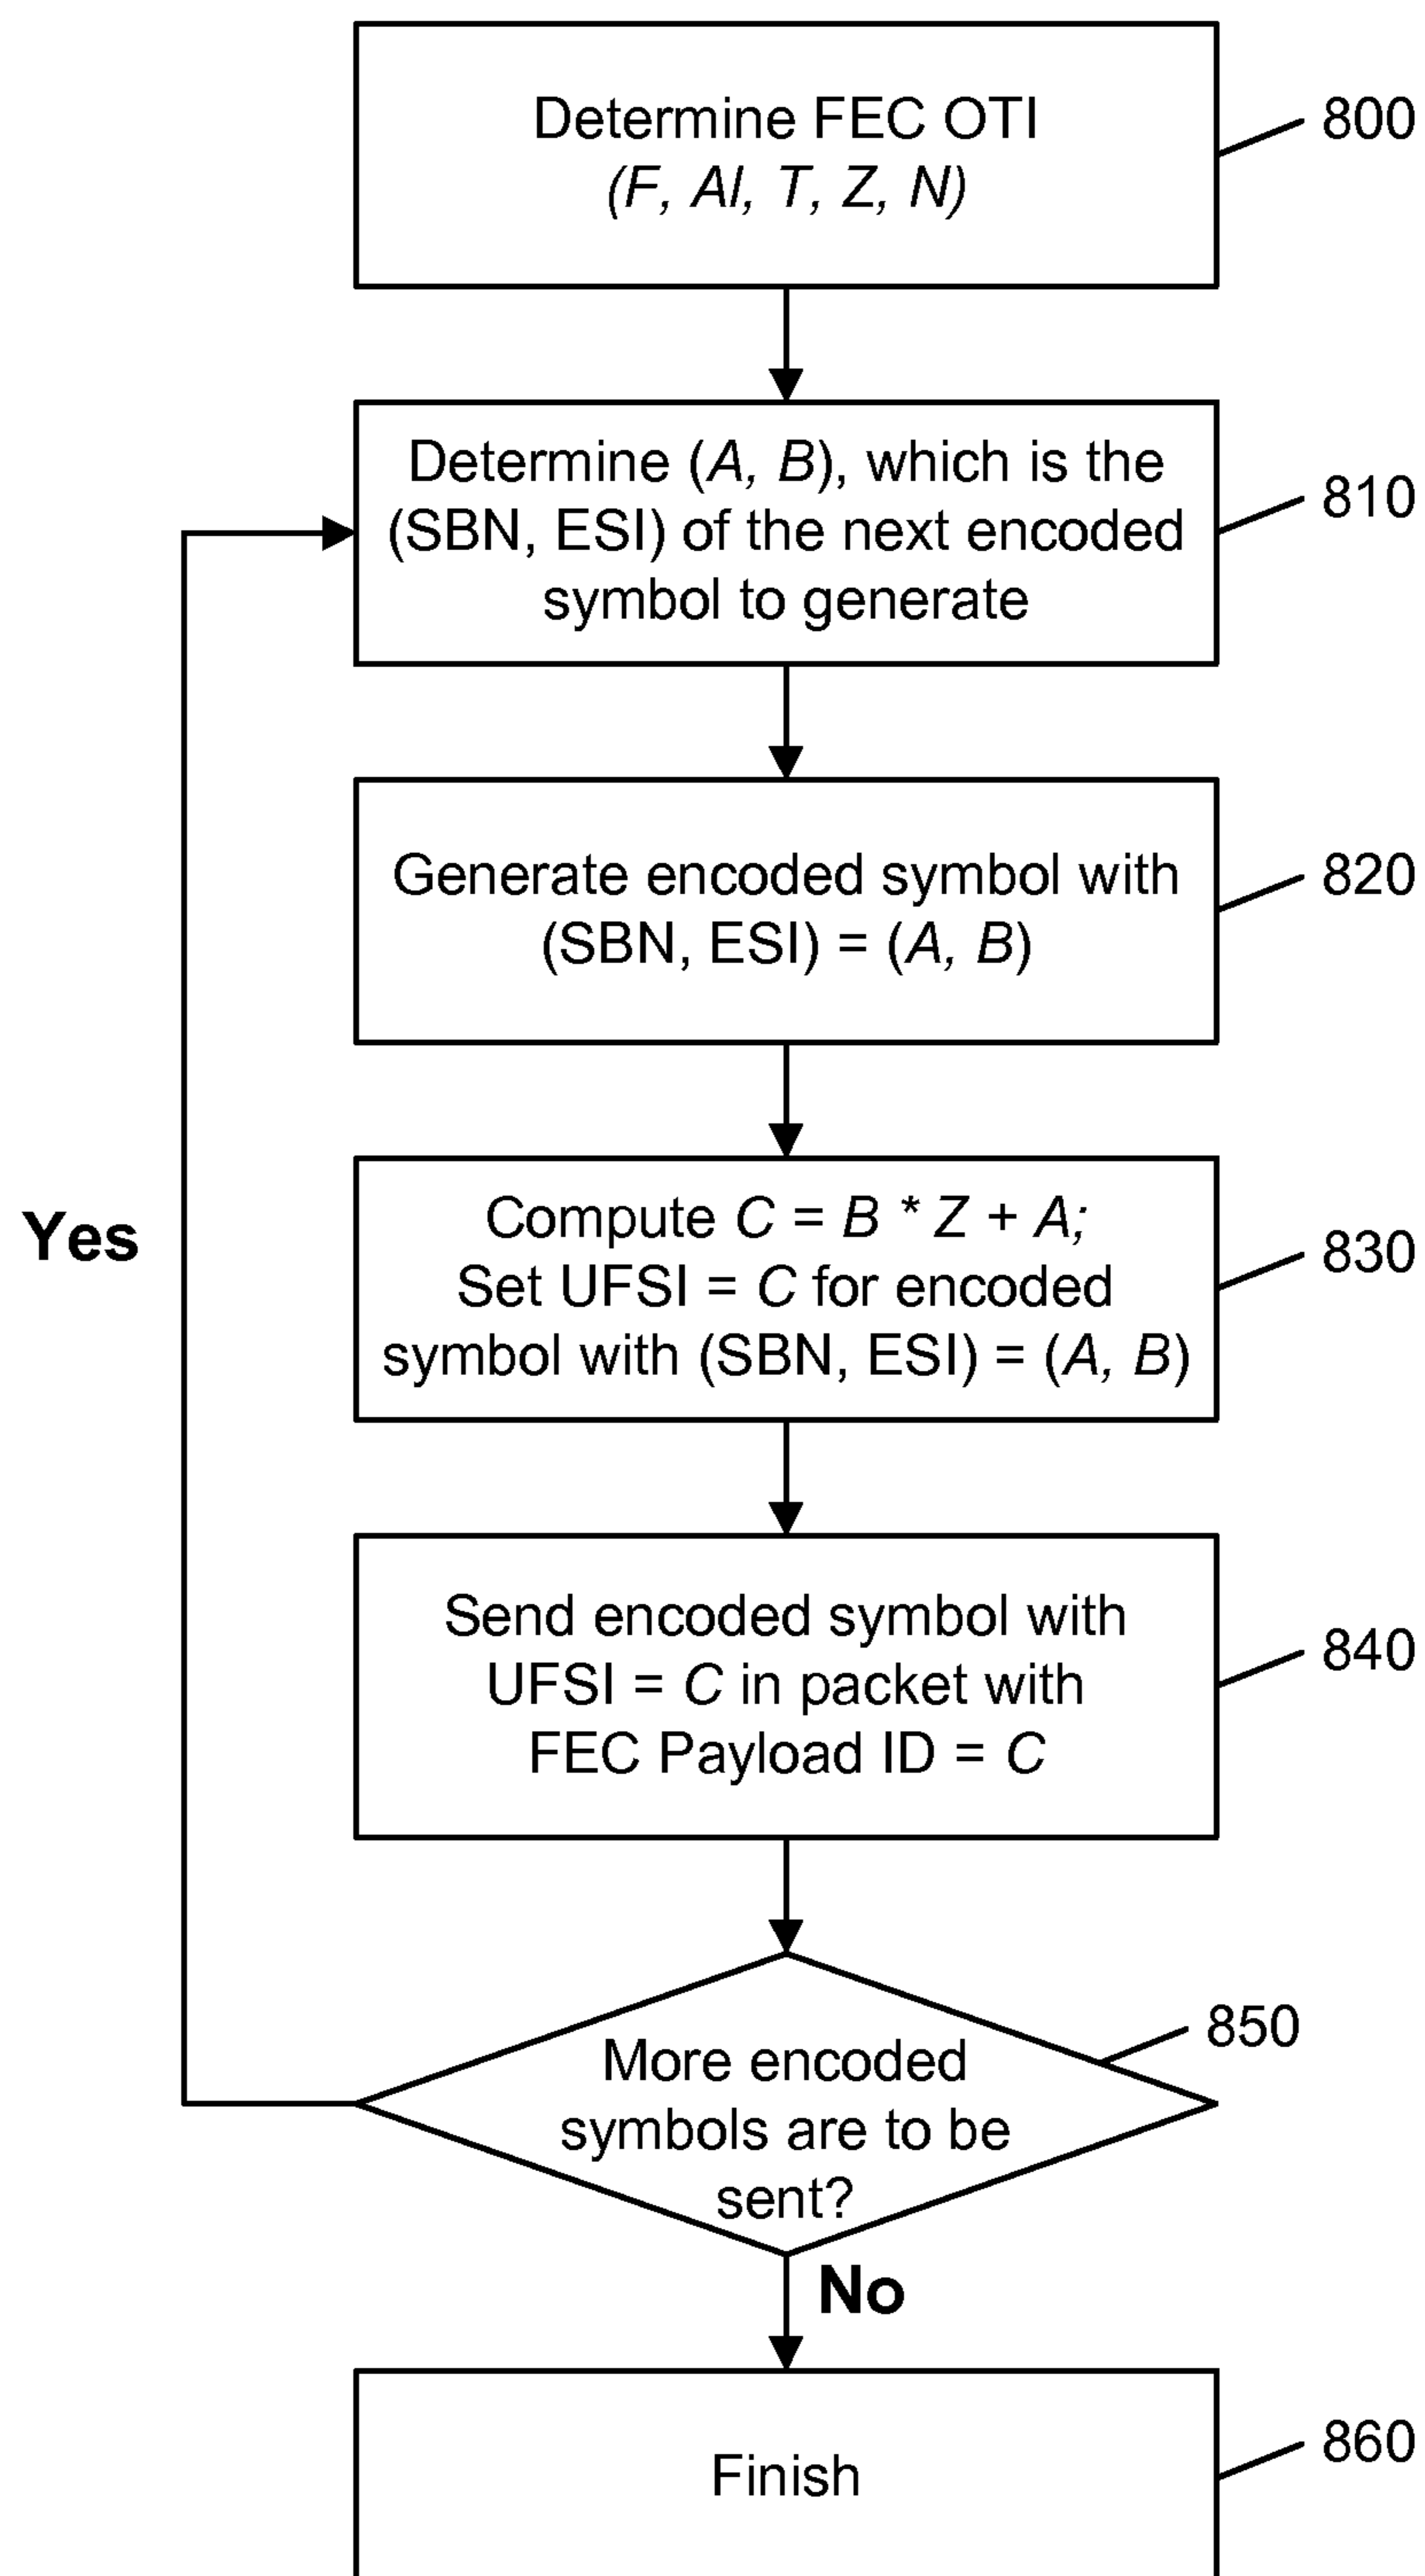 Determine FEC OTI
(F, AI, T, Z, N)
800
Determine (A, B), which is the
(SBN, ESI) of the next encoded
symbol to generate
810
Generate encoded symbol with
(SBN, ESI) = (A, B)
820
Compute C = B * Z + A;
Set UFSI = C for encoded
symbol with (SBN, ESI) = (A, B)
830
Yes
Send encoded symbol with
UFSI = C in packet with
FEC Payload ID = C
840
More encoded
symbols are to be
sent?
850
No
Finish
860